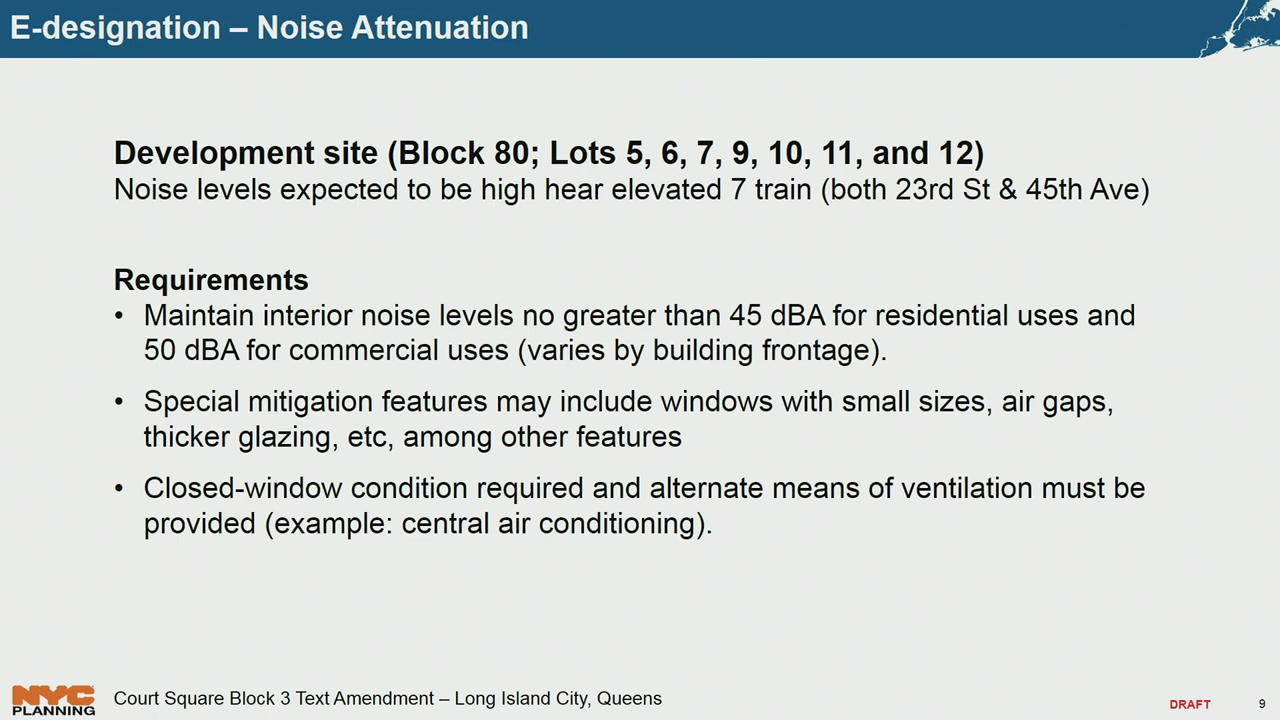 E-designation – Noise Attenuation
Development site (Block 80; Lots 5, 6, 7, 9, 10, 11, and 12)
Noise levels expected to be high hear elevated 7 train (both 23rd St & 45th Ave)
Requirements
• Maintain interior noise levels no greater than 45 dBA for residential uses and
50 dBA for commercial uses (varies by building frontage).
• Special mitigation features may include windows with small sizes, air gaps,
thicker glazing, etc, among other features
• Closed-window condition required and alternate means of ventilation must be
provided (example: central air conditioning).
NYC
PLANNING
Court Square Block 3 Text Amendment – Long Island City, Queens
DRAFT
9